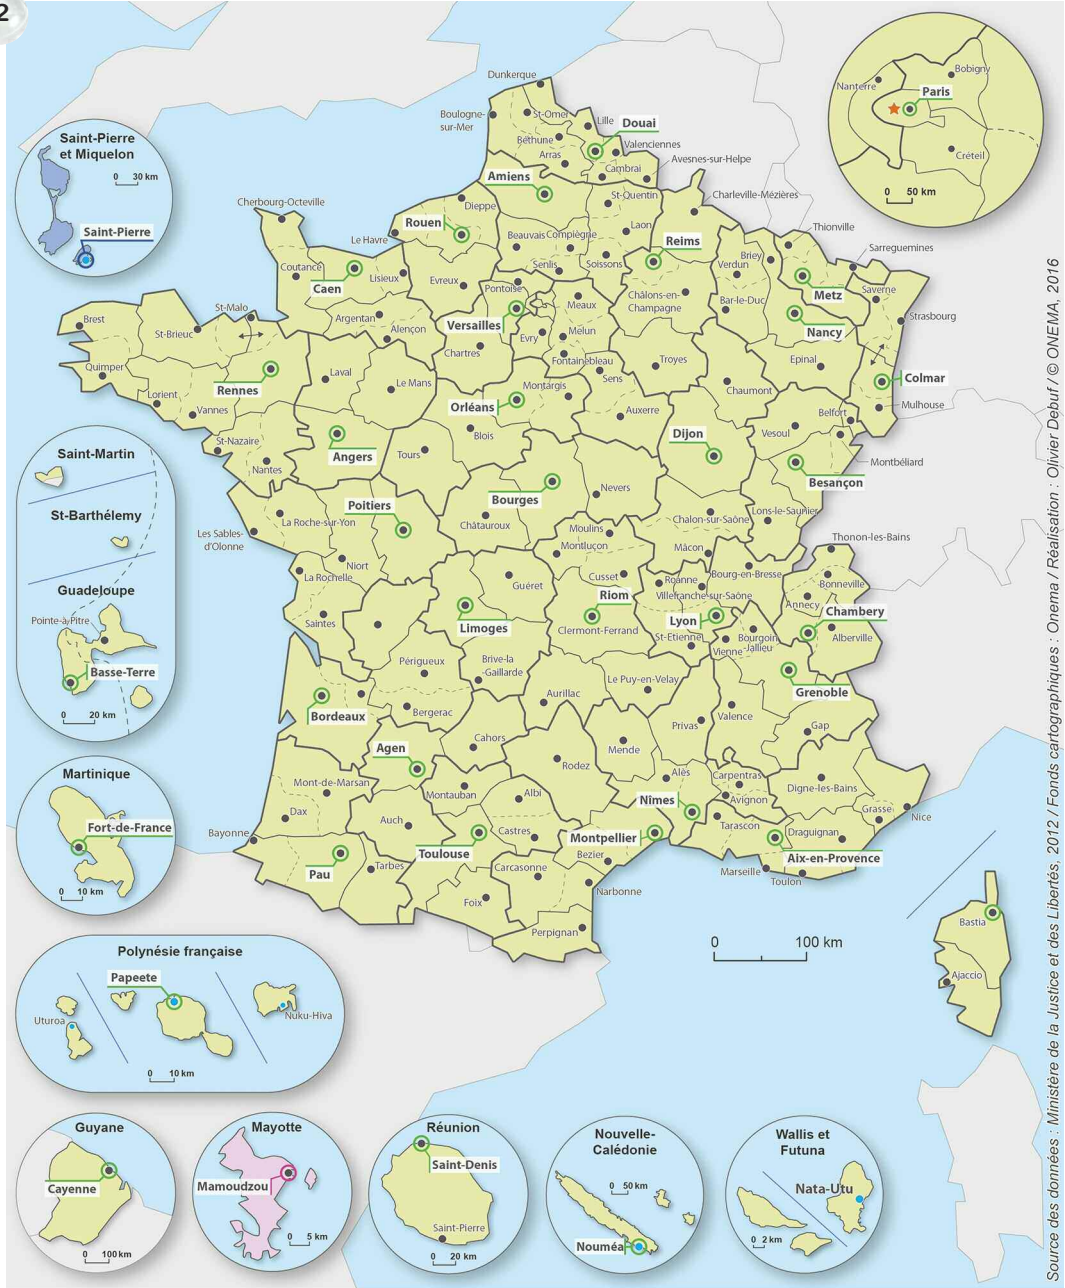 2
Saint-Pierre
et Miquelon
0 30 km
Saint-Pierre
Nanterre
Bobigny
Paris
Créteil
0 50 km
Dunkerque
Boulogne-
sur-Mer
St-Omer
Lille
Douai
Béthune
Valenciennes
Arras
Avesnes-sur-Helpe
Cambrai
Amiens
St-Quentin
Charleville-Mézières
Cherbourg-Octeville
Dieppe
Rouen
Laon
Le Havre
Beauvais
Compiègne
Reims
Thionville
Sarreguemines
Coutance
Lisieux
Senlis
Soissons
Briey
Verdun
Caen
Evreux
Pontoise
Metz
Saverne
Châlons-en-
Champagne
Meaux
Bar-le-Duc
St-Malo
Argentan
Alençon
Versailles
Strasbourg
Brest
St-Brieuc
Evry
Melun
Nancy
Chartres
Fontainebleau
Troyes
Epinal
Quimper
Laval
Sens
Colmar
Rennes
Le Mans
Montargis
Chaumont
Lorient
Orléans
Mulhouse
Vannes
Auxerre
Belfort
Blois
Dijon
Vesoul
St-Nazaire
Angers
Tours
Montbéliard
Nantes
Besançon
Bourges
Nevers
Poitiers
La Roche-sur-Yon
Châtauroux
Chalon-sur-Saône
Lons-le-Saunier
Les Sables-
d'Olonne
Moulins
Thonon-les-Bains
Montluçon
Mâcon
Niort
La Rochelle
Cusset
Roanne
Bourg-en-Bresse
Bonneville
Guéret
Villefranche-sur-Saône
Annecy
Riom
Chambery
Saintes
Limoges
Lyon
Clermont-Ferrand
St-Etienne
Bourgoin
-Jallieu
Vienne
Alberville
Périgueux
Brive-la
-Gaillarde
Le Puy-en-Velay
Grenoble
Aurillac
Bordeaux
Bergerac
Valence
Privas
Gap
Agen
Cahors
Mende
Rodez
Mont-de-Marsan
Alès
Carpentras
Montauban
Albi
Digne-les-Bains
Nîmes
Avignon
Dax
Grasse
Nice
Auch
Castres
Tarascon
Draguignan
Bayonne
Montpellier
Toulouse
Bezier
Aix-en-Provence
Pau
Tarbes
Carcasonne
Marseille
Toulon
Narbonne
Foix
Perpignan
0 100 km
Bastia
Ajaccio
Saint-Martin
St-Barthélemy
Guadeloupe
Pointe-à-Pitre
Basse-Terre
0 20 km
Martinique
Fort-de-France
0 10 km
Polynésie française
Papeete
Uturoa
Nuku-Hiva
0 10 km
Guyane
Cayenne
0 100 km
Mayotte
Mamoudzou
0 5 km
Réunion
Saint-Denis
Saint-Pierre
0 20 km
Nouvelle-
Calédonie
0 50 km
Nouméa
Wallis et
Futuna
Nata-Utu
0 2 km
Source des données : Ministère de la Justice et des Libertés, 2012 / Fonds cartographiques : Onema / Réalisation : Olivier Debuf / © ONEMA, 2016